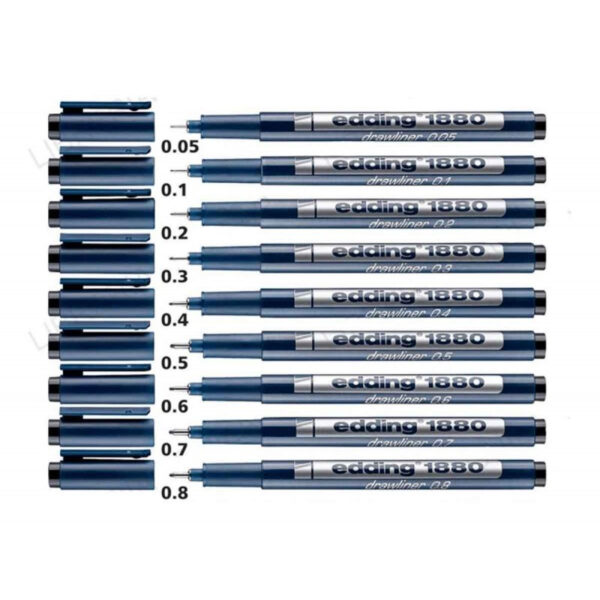 edding 1880
drawliner 0.05
0.05
edding 1880
drawliner 0.1
0.1
edding 1880
drawliner 0.2
0.2
edding 1880
drawliner 0.3
0.3
edding 1880
drawliner 0.4
0.4
edding 1880
drawliner 0.5
0.5
edding 1880
drawliner 0.6
0.6
edding 1880
drawliner 0.7
0.7
edding 1880
drawliner 0.8
0.8